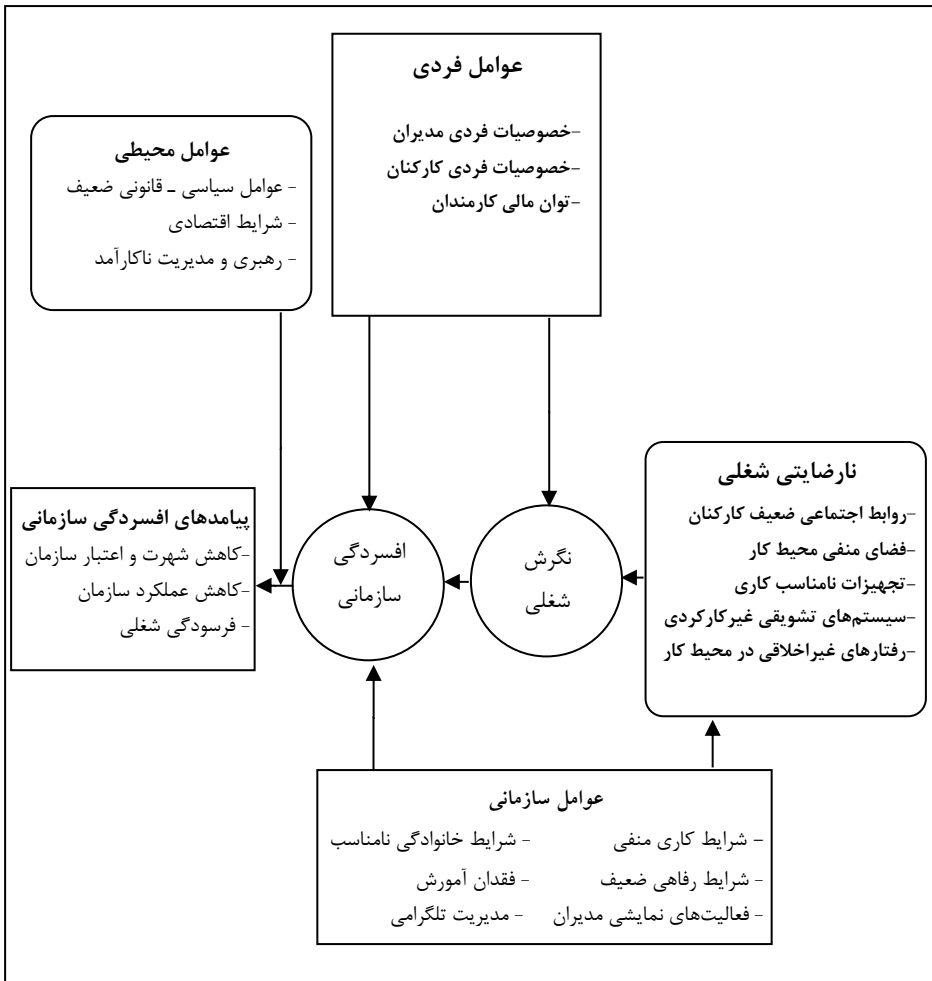 عوامل فردی
-خصوصیات فردی مدیران
-خصوصیات فردی کارکنان
-توان مالی کارمندان
عوامل محیطی
- عوامل سیاسی – قانونی ضعیف
- شرایط اقتصادی
- رهبری و مدیریت ناکارآمد
نارضایتی شغلی
-روابط اجتماعی ضعیف کارکنان
-فضای منفی محیط کار
-تجهیزات نامناسب کاری
-سیستم‌های تشویقی غیرکارکردی
-رفتارهای غیراخلاقی در محیط کار
نگرش
شغلی
افسردگی
سازمانی
پیامدهای افسردگی سازمانی
-کاهش شهرت و اعتبار سازمان
-کاهش عملکرد سازمان
- فرسودگی شغلی
عوامل سازمانی
– شرایط کاری منفی - شرایط خانوادگی نامناسب
- شرایط رفاهی ضعیف - فقدان آمورش
- فعالیت‌های نمایشی مدیران - مدیریت تلگرامی